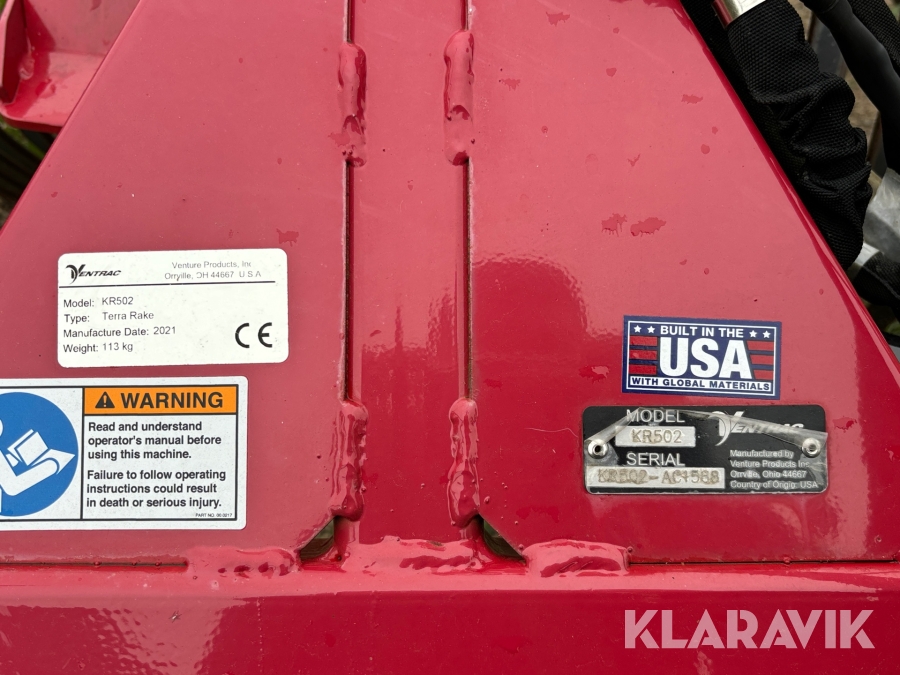 VENTRAC
Venture Products, Inc
Orrville, OH 44667 U.S.A
Model: KR502
Type: Terra Rake
Manufacture Date: 2021
Weight: 113 kg
CE
WARNING
Read and understand
operator's manual before
using this machine.
Failure to follow operating
instructions could result
in death or serious injury.
BUILT IN THE
USA
WITH GLOBAL MATERIALS
MODEL
KR502
VENTRAC
SERIAL
KR502-AC1588
Manufactured by
Venture Products Inc
Orrville, Ohio 44667
Country of Origin: USA
KLARAVIK